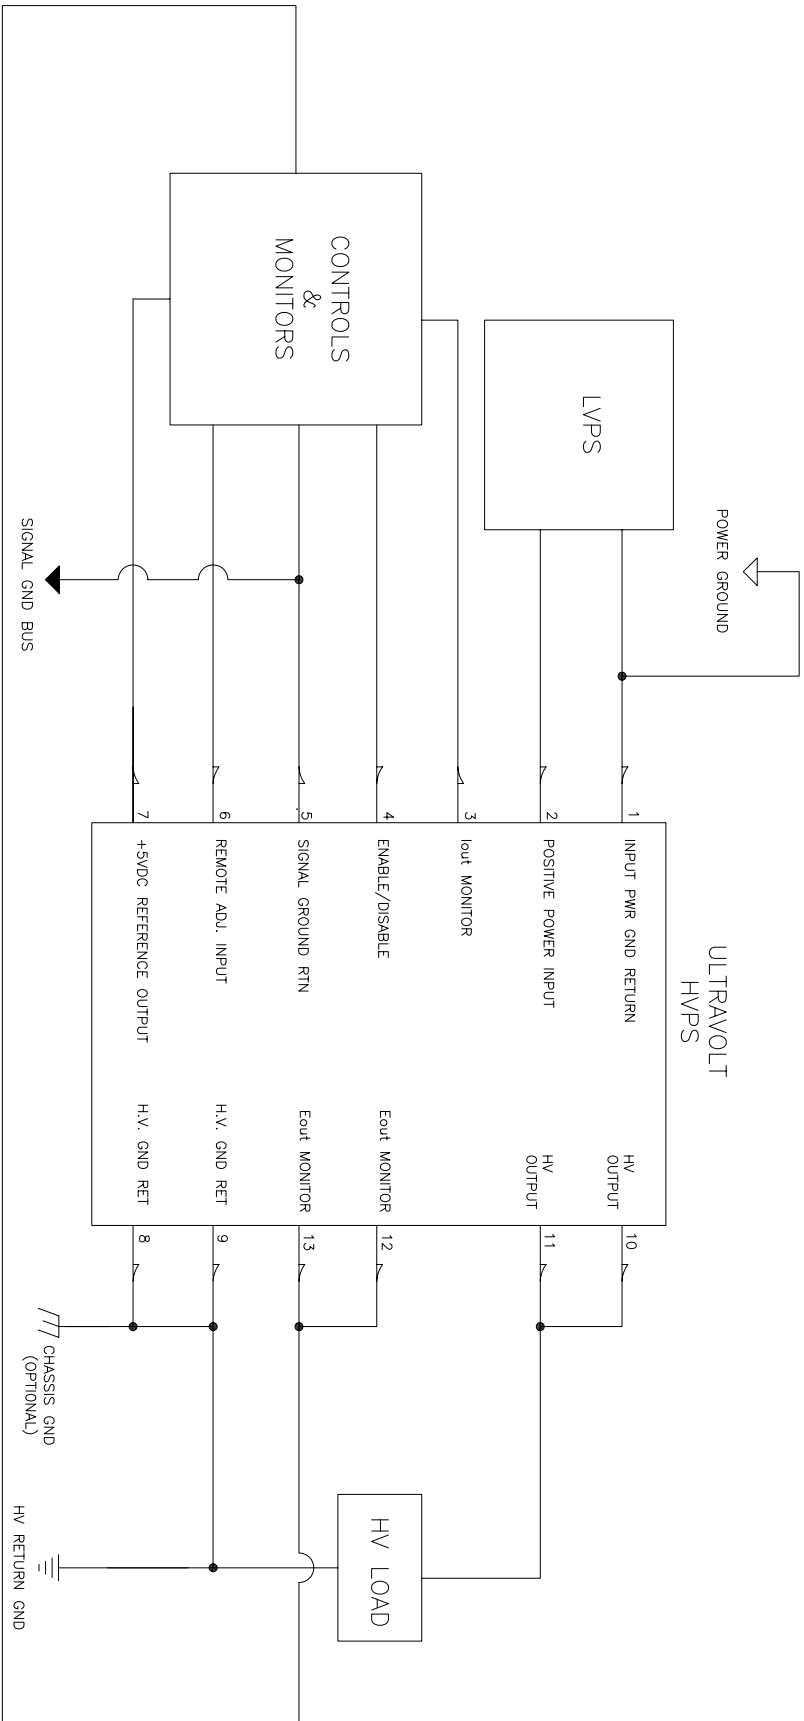 ULTRAVOLT
HVPS
POWER GROUND
LVPS
CONTROLS
&
MONITORS
SIGNAL GND BUS
1
INPUT PWR GND RETURN
2
POSITIVE POWER INPUT
3
Iout MONITOR
4
ENABLE/DISABLE
5
SIGNAL GROUND RTN
6
REMOTE ADJ. INPUT
7
+5VDC REFERENCE OUTPUT
HV
OUTPUT
10
HV
OUTPUT
11
Eout MONITOR
12
Eout MONITOR
13
H.V. GND RET
9
H.V. GND RET
8
HV LOAD
CHASSIS GND
(OPTIONAL)
HV RETURN GND